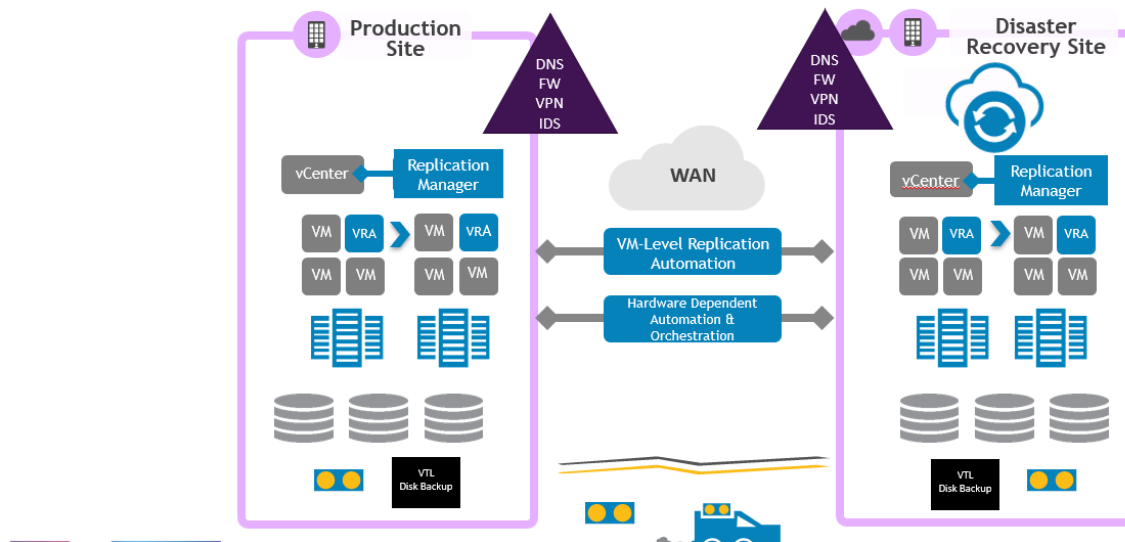 Production
Site
Disaster
Recovery Site
DNS
FW
VPN
IDS
DNS
FW
VPN
IDS
vCenter
Replication
Manager
WAN
vCenter
Replication
Manager
VM
VRA
VM
VRA
VM
VM
VM
VM
VM-Level Replication
Automation
VM
VRA
VM
VRA
VM
VM
VM
VM
Hardware Dependent
Automation &
Orchestration
VTL
Disk Backup
VTL
Disk Backup